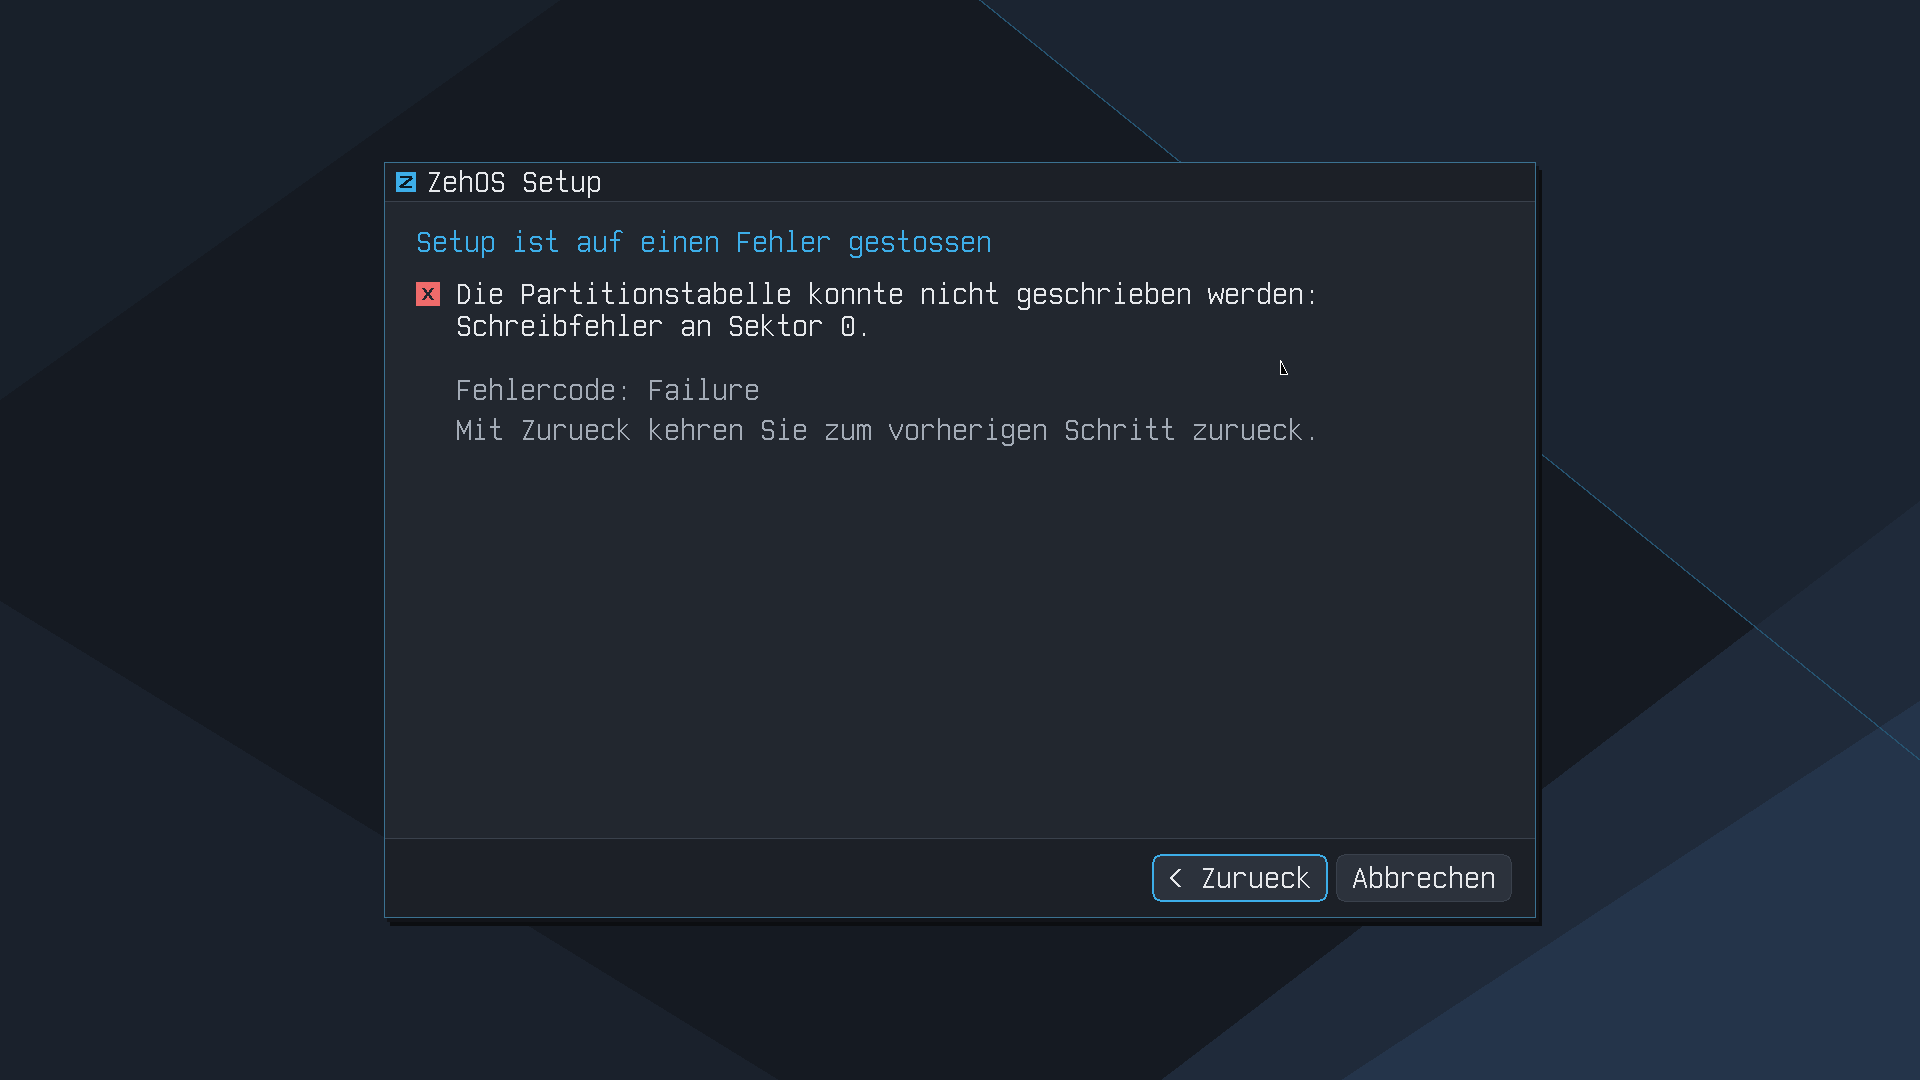 Z ZehOS Setup
Setup ist auf einen Fehler gestossen
x Die Partitionstabelle konnte nicht geschrieben werden:
Schreibfehler an Sektor 0.
Fehlercode: Failure
Mit Zurueck kehren Sie zum vorherigen Schritt zurueck.
< Zurueck Abbrechen